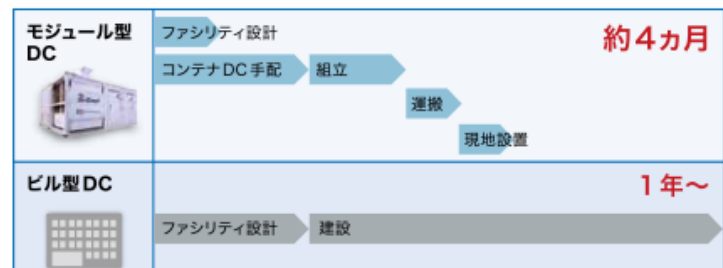 モジュール型
DC
ファシリティ設計
約4ヵ月
コンテナDC手配
組立
運搬
現地設置
ビル型DC
1年～
ファシリティ設計
建設